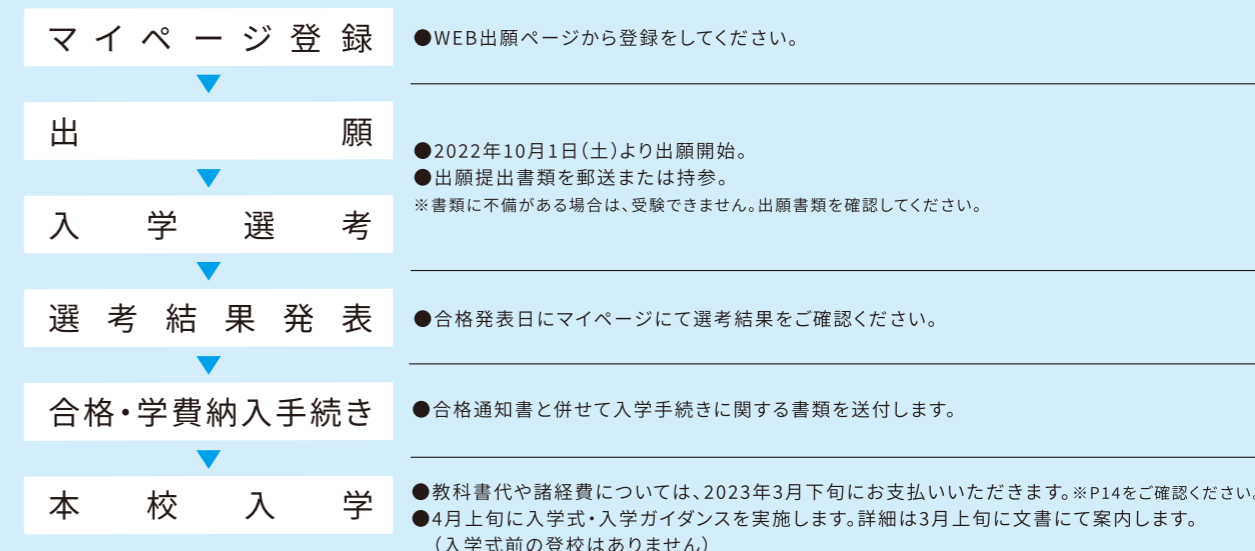 マイページ登録
●WEB出願ページから登録をしてください。
出願
●2022年10月1日(土)より出願開始。
●出願提出書類を郵送または持参。
※書類に不備がある場合は、受験できません。出願書類を確認してください。
入学選考
選考結果発表
●合格発表日にマイページにて選考結果をご確認ください。
合格・学費納入手続き
●合格通知書と併せて入学手続きに関する書類を送付します。
本校入学
●教科書代や諸経費については、2023年3月下旬にお支払いいただきます。※P14をご確認ください。
●4月上旬に入学式・入学ガイダンスを実施します。詳細は3月上旬に文書にて案内します。
(入学式前の登校はありません)